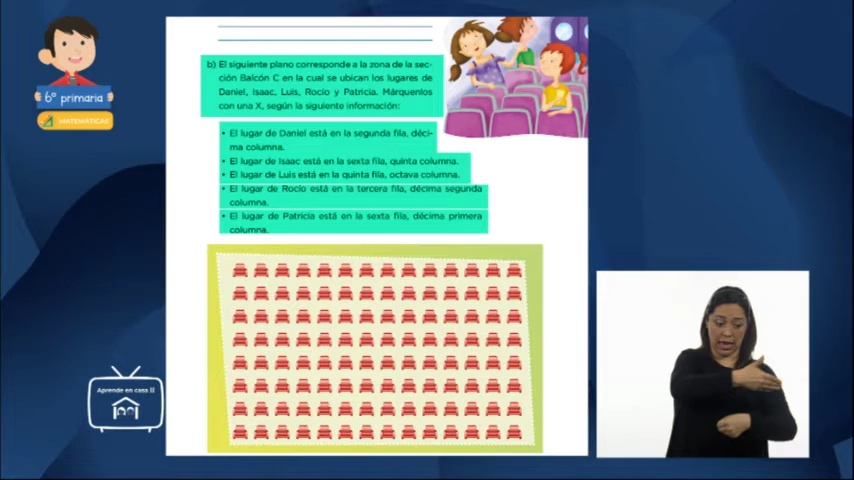 6º primaria
MATEMÁTICAS
b) El siguiente plano corresponde a la zona de la sec-
ción Balcón C en la cual se ubican los lugares de
Daniel, Isaac, Luis, Rocío y Patricia. Márquenlos
con una X, según la siguiente información:
• El lugar de Daniel está en la segunda fila, déci-
ma columna.
• El lugar de Isaac está en la sexta fila, quinta columna.
• El lugar de Luis está en la quinta fila, octava columna.
• El lugar de Rocío está en la tercera fila, décima segunda
columna.
• El lugar de Patricia está en la sexta fila, décima primera
columna.
Aprende en casa II